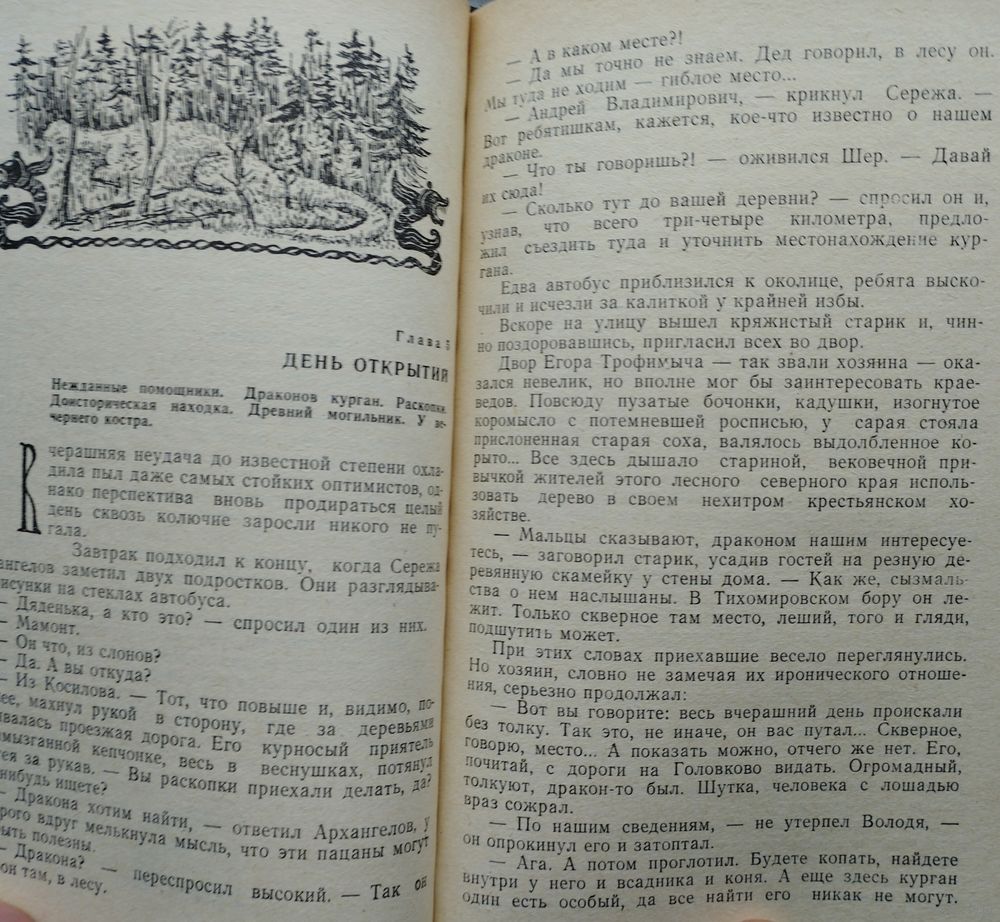 Глава 5
ДЕНЬ ОТКРЫТИЙ
Нежданные помощники. Драконов курган. Раскопки.
Доисторическая находка. Древний могильник. У ве-
чернего костра.
Вчерашняя неудача до известной степени охла-
дила пыл даже самых стойких оптимистов, од-
нако перспектива вновь продираться целый
день сквозь колючие заросли никого не пу-
гала.
Завтрак подходил к концу, когда Сережа
ангелов заметил двух подростков. Они разглядыва-
исунки на стеклах автобуса.
— Дяденька, а кто это? — спросил один из них.
— Мамонт.
— Он что, из слонов?
— Да. А вы откуда?
— Из Косилова. — Тот, что повыше и, видимо, по-
ее, махнул рукой в сторону, где за деревьями
ивалась проезжая дорога. Его курносый приятель
мызганной кепчонке, весь в веснушках, потянул
ея за рукав. — Вы раскопки приехали делать, да?
нибудь ищете?
— Дракона хотим найти, — ответил Архангелов, у
рого вдруг мелькнула мысль, что эти пацаны могут
ыть полезны.
— Дракона? — переспросил высокий. — Так он
он там, в лесу.
— А в каком месте?!
— Да мы точно не знаем. Дед говорил, в лесу он.
Мы туда не ходим — гиблое место...
— Андрей Владимирович, — крикнул Сережа. —
Вот ребятишкам, кажется, кое-что известно о нашем
драконе.
— Что ты говоришь?! — оживился Шер. — Давай
их сюда!
— Сколько тут до вашей деревни? — спросил он и,
узнав, что всего три-четыре километра, предло-
жил съездить туда и уточнить местонахождение кур-
гана.
Едва автобус приблизился к околице, ребята выско-
чили и исчезли за калиткой у крайней избы.
Вскоре на улицу вышел кряжистый старик и, чин-
но поздоровавшись, пригласил всех во двор.
Двор Егора Трофимыча — так звали хозяина — ока-
зался невелик, но вполне мог бы заинтересовать крае-
ведов. Повсюду пузатые бочонки, кадушки, изогнутое
коромысло с потемневшей росписью, у сарая стояла
прислоненная старая соха, валялось выдолбленное ко-
рыто... Все здесь дышало стариной, вековечной при-
вычкой жителей этого лесного северного края исполь-
зовать дерево в своем нехитром крестьянском хо-
зяйстве.
— Мальцы сказывают, драконом нашим интересуе-
тесь, — заговорил старик, усадив гостей на резную де-
ревянную скамейку у стены дома. — Как же, сызмаль-
ства о нем наслышаны. В Тихомировском бору он ле-
жит. Только скверное там место, леший, того и гляди,
подшутить может.
При этих словах приехавшие весело переглянулись.
Но хозяин, словно не замечая их иронического отноше-
ния, серьезно продолжал:
— Вот вы говорите: весь вчерашний день проискали
без толку. Так это, не иначе, он вас путал... Скверное,
говорю, место... А показать можно, отчего же нет. Его,
почитай, с дороги на Головково видать. Огромадный,
толкуют, дракон-то был. Шутка, человека с лошадью
враз сожрал.
— По нашим сведениям, — не утерпел Володя, —
он опрокинул его и затоптал.
— Ага. А потом проглотил. Будете копать, найдете
внутри у него и всадника и коня. А еще здесь курган
один есть особый, да все найти его никак не могут.